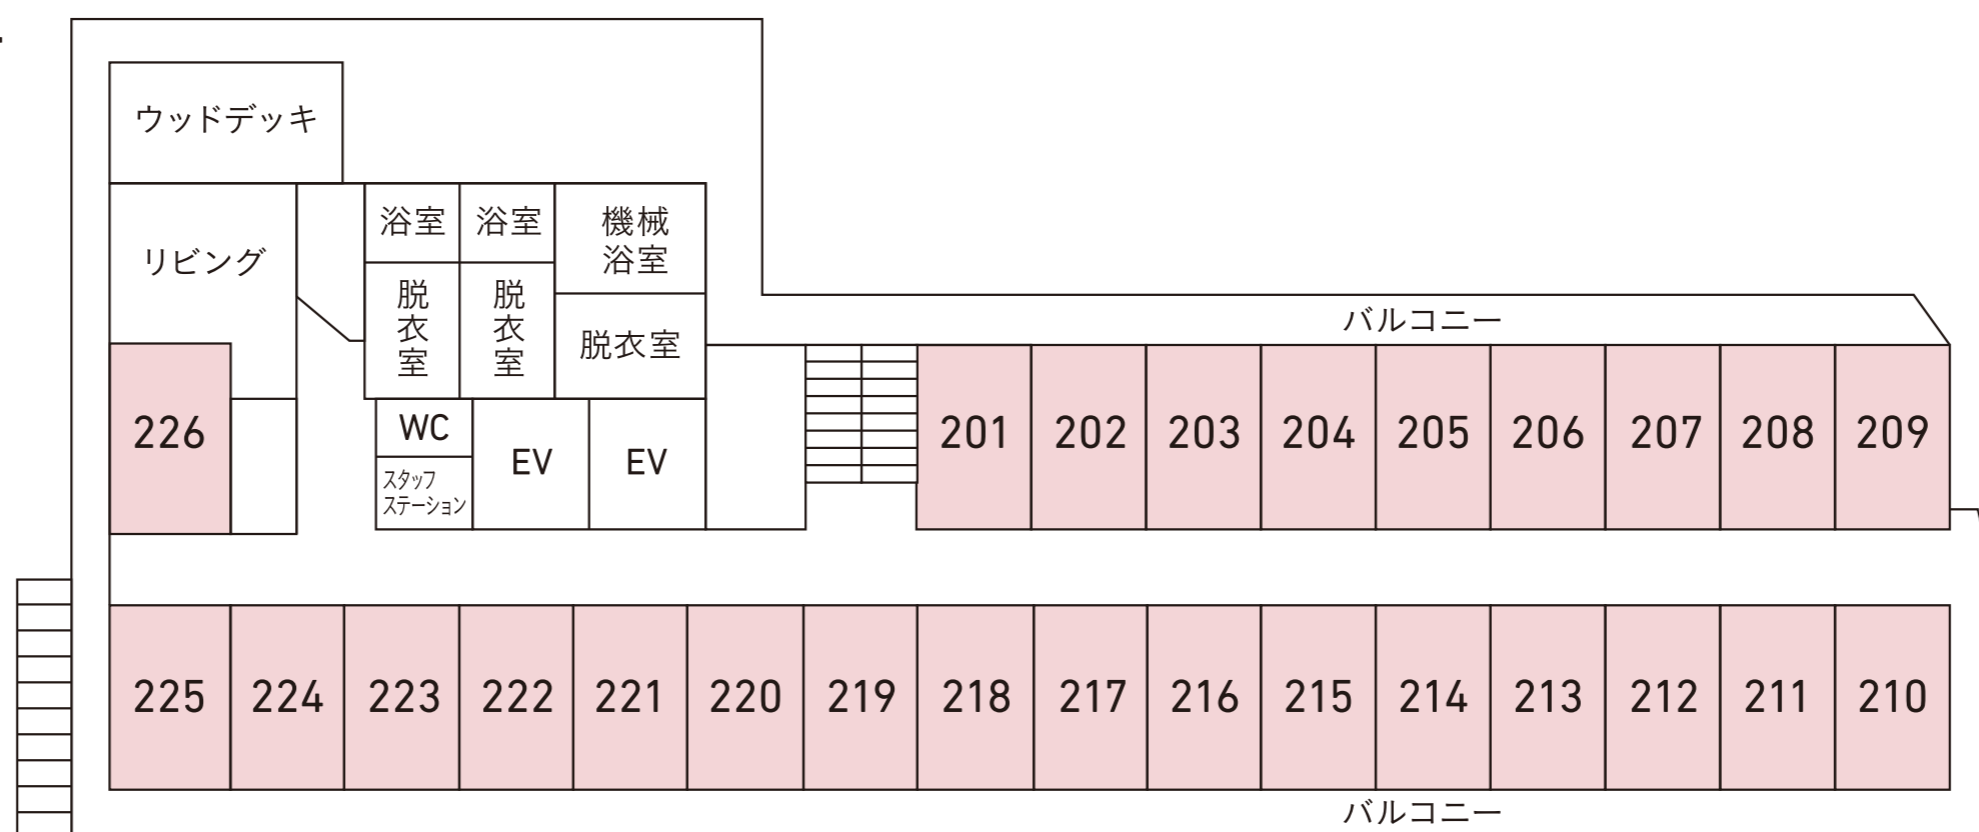 ウッドデッキ
リビング
浴室
浴室
機械
浴室
脱衣室
脱衣室
脱衣室
バルコニー
226
WC
スタッフ
ステーション
EV
EV
201
202
203
204
205
206
207
208
209
225
224
223
222
221
220
219
218
217
216
215
214
213
212
211
210
バルコニー